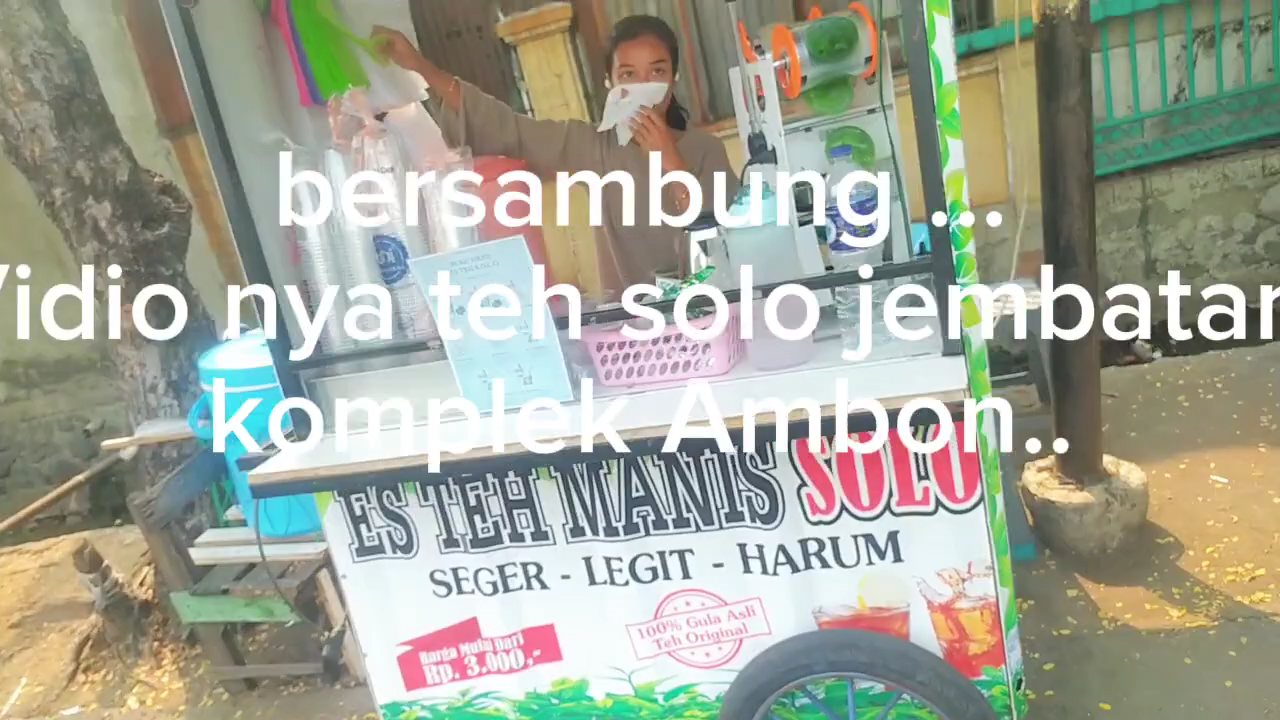 bersambung ...
Vidio nya teh solo jembatan
komplek Ambon..
ES TEH MANIS SOLO
SEGER - LEGIT - HARUM
100% Gula Asli
Teh Original
Harga Mulai Dari
Rp. 3.000,-